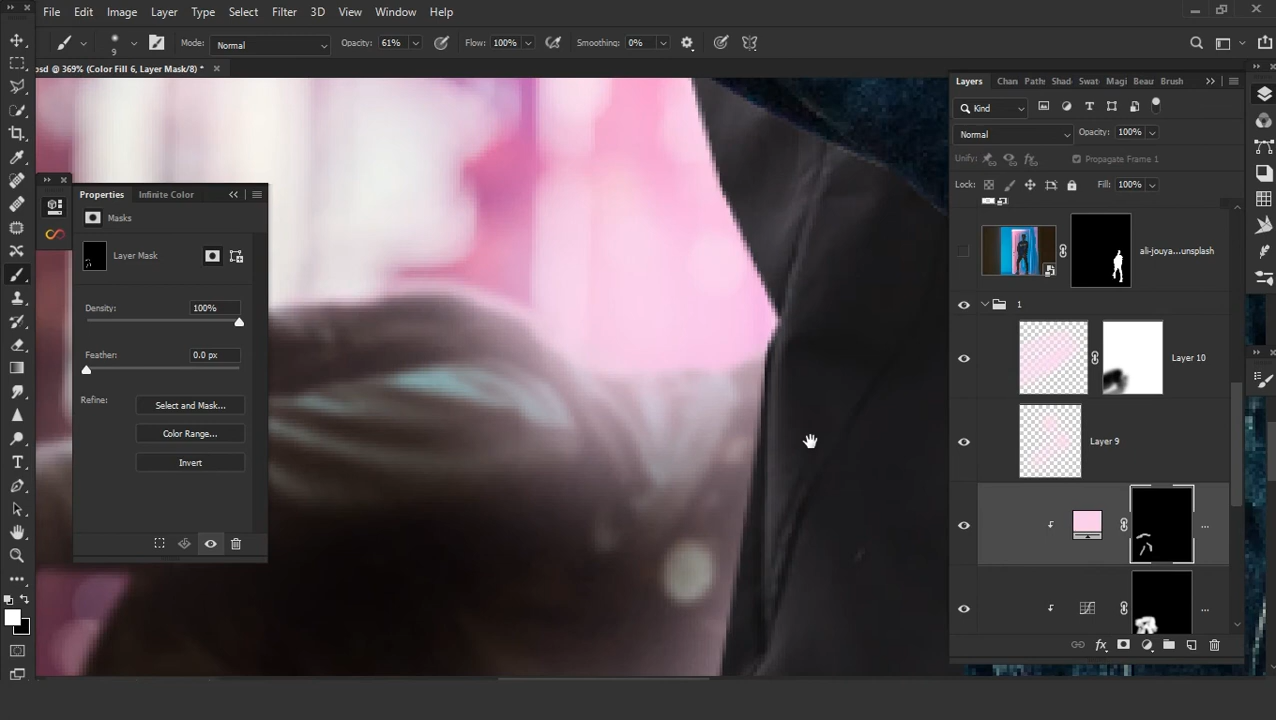 File Edit Image Layer Type Select Filter 3D View Window Help
9 Mode: Normal Opacity: 61% Flow: 100% Smoothing: 0%
psd @ 369% (Color Fill 6, Layer Mask/8) *
Properties Infinite Color
Masks
Layer Mask
Density: 100%
Feather: 0.0 px
Refine: Select and Mask...
Color Range...
Invert
Layers Chan Pathe Shad Swat Magi Beau Brush
Kind
Normal Opacity: 100%
Unify: Propagate Frame 1
Lock: Fill: 100%
ali-jouya...unsplash
1
Layer 10
Layer 9
...
...